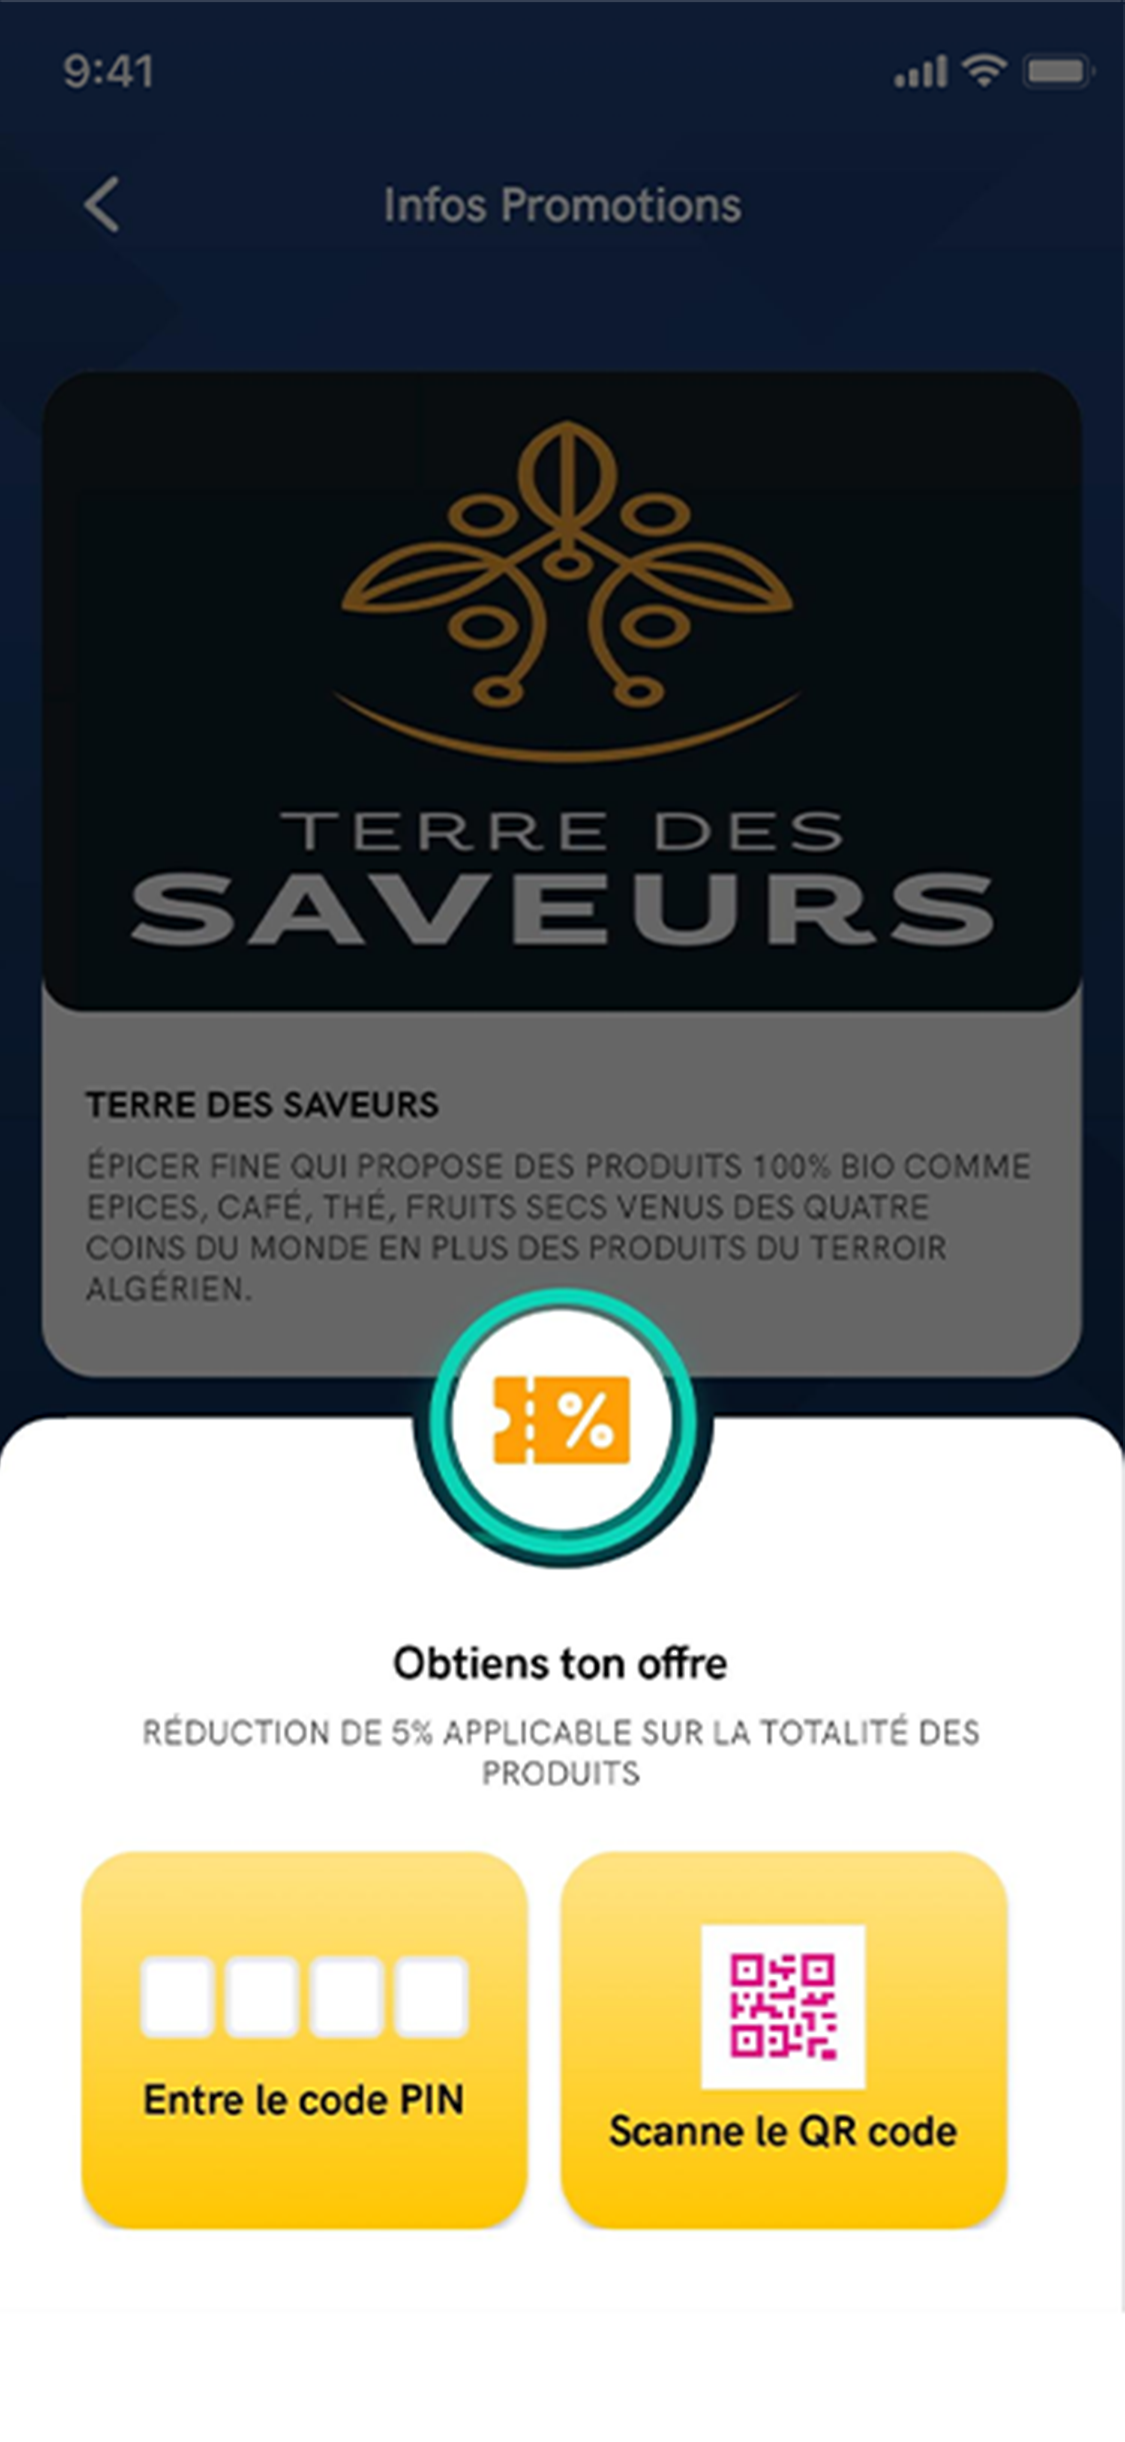 9:41
Infos Promotions
TERRE DES
SAVEURS
TERRE DES SAVEURS
ÉPICER FINE QUI PROPOSE DES PRODUITS 100% BIO COMME
EPICES, CAFÉ, THÉ, FRUITS SECS VENUS DES QUATRE
COINS DU MONDE EN PLUS DES PRODUITS DU TERROIR
ALGÉRIEN.
%
Obtiens ton offre
RÉDUCTION DE 5% APPLICABLE SUR LA TOTALITÉ DES
PRODUITS
Entre le code PIN
Scanne le QR code